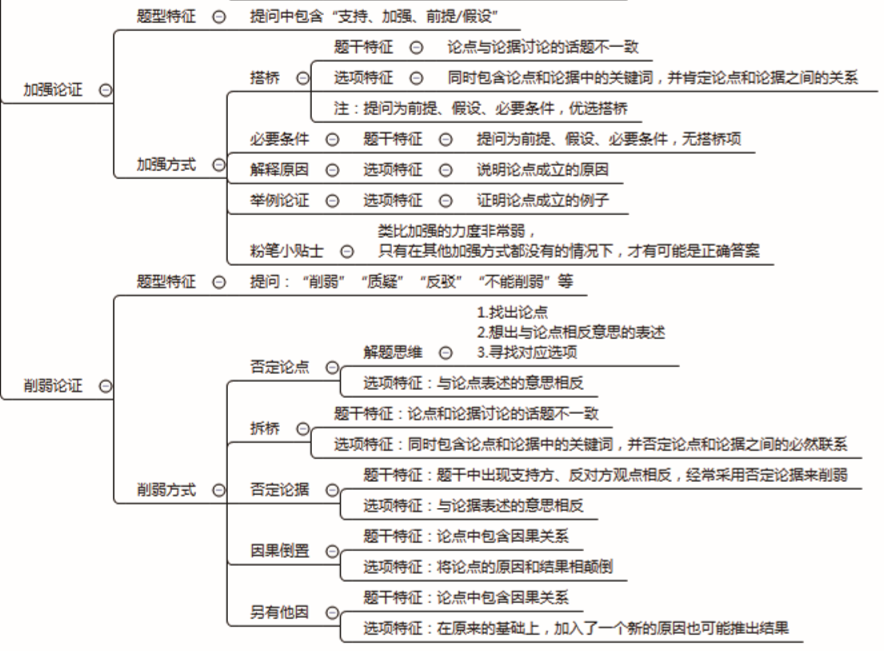 题型特征
提问中包含“支持、加强、前提/假设”
加强论证
题干特征
论点与论据讨论的话题不一致
搭桥
选项特征
同时包含论点和论据中的关键词，并肯定论点和论据之间的关系
注：提问为前提、假设、必要条件，优选搭桥
加强方式
必要条件
题干特征
提问为前提、假设、必要条件，无搭桥项
解释原因
选项特征
说明论点成立的原因
举例论证
选项特征
证明论点成立的例子
粉笔小贴士
类比加强的力度非常弱，
只有在其他加强方式都没有的情况下，才有可能是正确答案
题型特征
提问：“削弱”“质疑”“反驳”“不能削弱”等
削弱论证
否定论点
解题思维
1.找出论点
2.想出与论点相反意思的表述
3.寻找对应选项
选项特征：与论点表述的意思相反
拆桥
题干特征：论点和论据讨论的话题不一致
选项特征：同时包含论点和论据中的关键词，并否定论点和论据之间的必然联系
削弱方式
否定论据
题干特征：题干中出现支持方、反对方观点相反，经常采用否定论据来削弱
选项特征：与论据表述的意思相反
因果倒置
题干特征：论点中包含因果关系
选项特征：将论点的原因和结果相颠倒
另有他因
题干特征：论点中包含因果关系
选项特征：在原来的基础上，加入了一个新的原因也可能推出结果